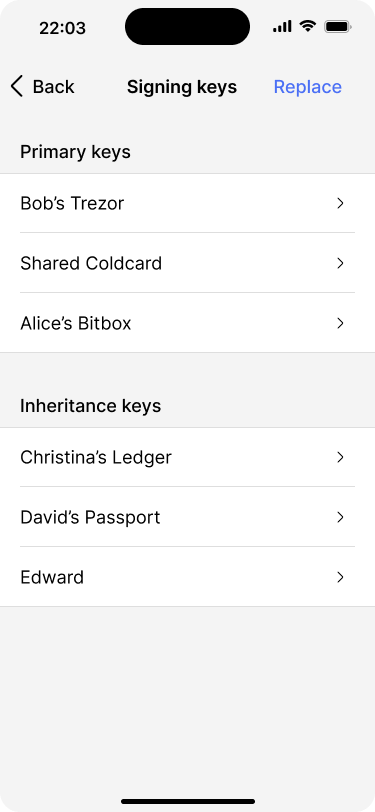 22:03
Back Signing keys Replace
Primary keys
Bob’s Trezor
Shared Coldcard
Alice’s Bitbox
Inheritance keys
Christina’s Ledger
David’s Passport
Edward